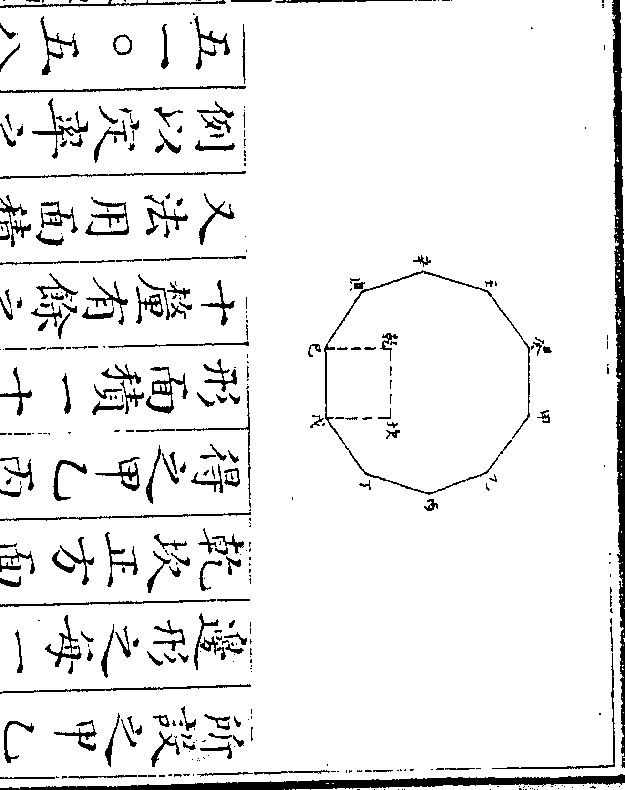 所設之甲乙
邊形之每一
乾坎正方面
得之甲乙丙
形面積一十
十釐有餘之
又法用面積
例以定率之
五一〇五八
甲
乙
丙
丁
戊
己
庚
辛
壬
癸
乾
坎